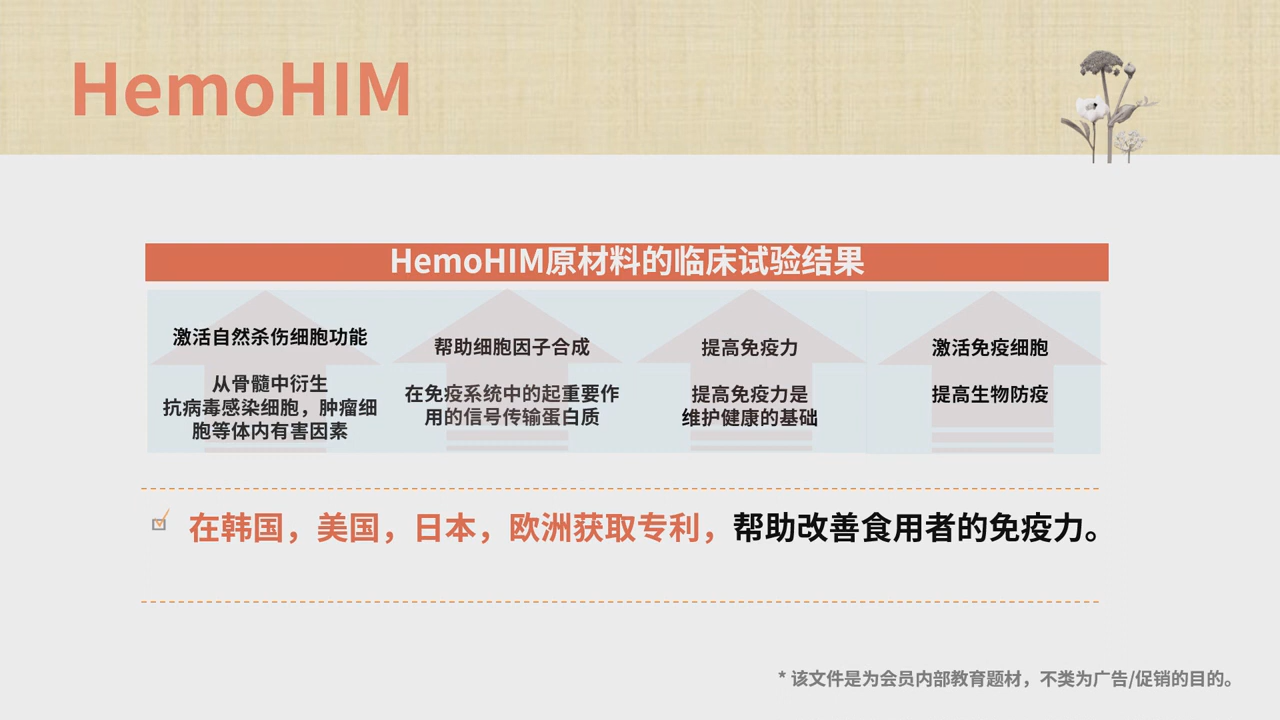 HemoHIM
HemoHIM原材料的临床试验结果
激活自然杀伤细胞功能
从骨髓中衍生
抗病毒感染细胞，肿瘤细
胞等体内有害因素
帮助细胞因子合成
在免疫系统中的起重要作
用的信号传输蛋白质
提高免疫力
提高免疫力是
维护健康的基础
激活免疫细胞
提高生物防疫
在韩国，美国，日本，欧洲获取专利，帮助改善食用者的免疫力。
* 该文件是为会员内部教育题材，不类为广告/促销的目的。